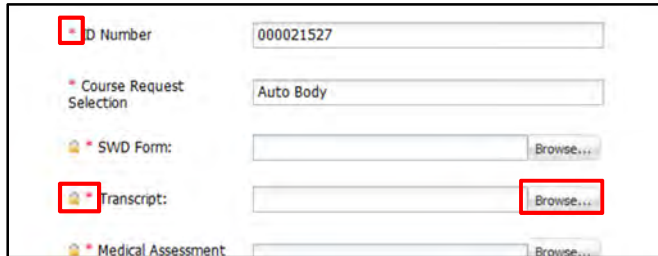 * ID Number 000021527
* Course Request Selection Auto Body
* SWD Form: Browse...
* Transcript: Browse...
* Medical Assessment Browse...